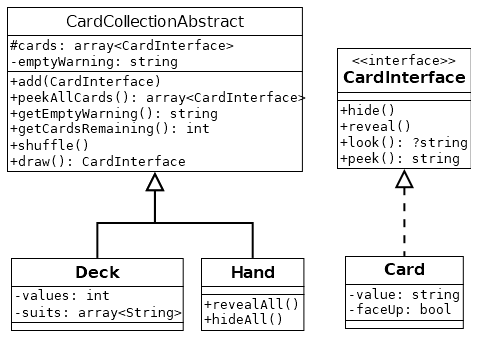 CardCollectionAbstract
#cards: array<CardInterface>
-emptyWarning: string
+add(CardInterface)
+peekAllCards(): array<CardInterface>
+getEmptyWarning(): string
+getCardsRemaining(): int
+shuffle()
+draw(): CardInterface
<<interface>>
CardInterface
+hide()
+reveal()
+look(): ?string
+peek(): string
Deck
-values: int
-suits: array<String>
Hand
+revealAll()
+hideAll()
Card
-value: string
-faceUp: bool